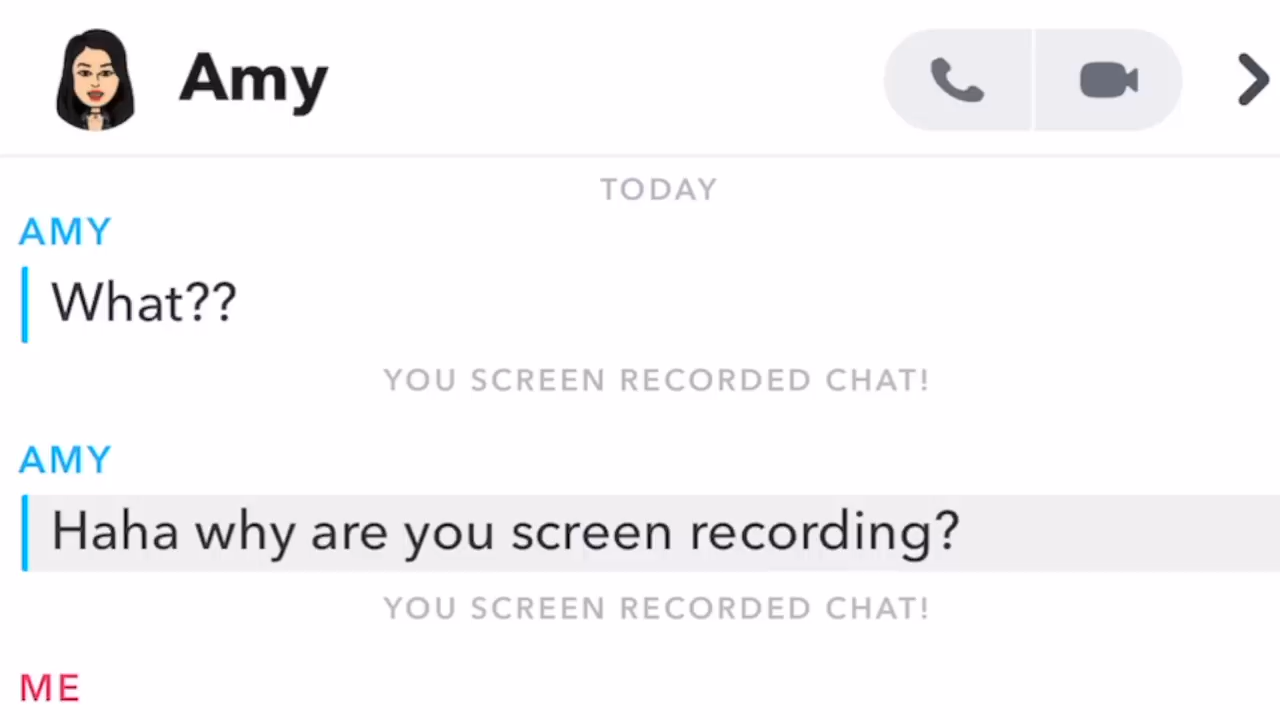 Amy
TODAY
AMY
What??
YOU SCREEN RECORDED CHAT!
AMY
Haha why are you screen recording?
YOU SCREEN RECORDED CHAT!
ME